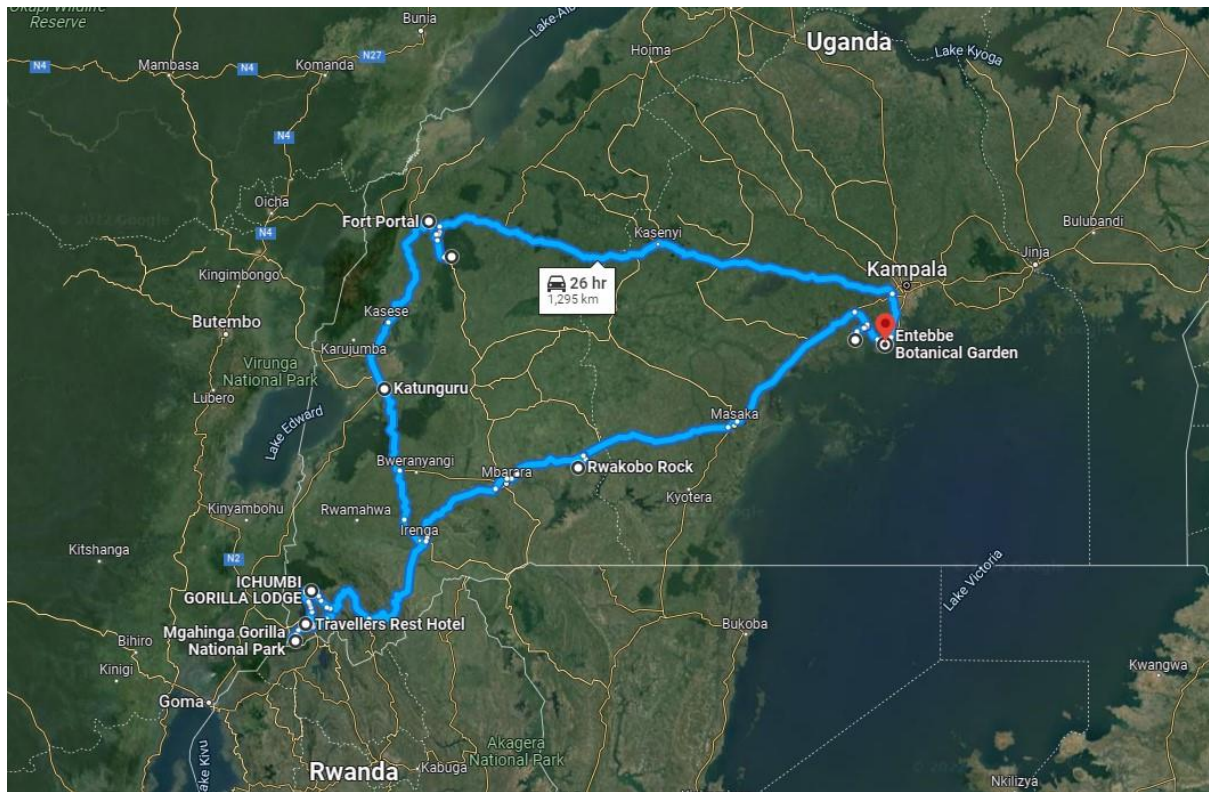 Okapi Wildlife
Reserve
Bunia
Uganda
Hoima
Lake Kyoga
N27
N4
N4
Mambasa
Komanda
N4
Oicha
N4
Fort Portal
Kasenyi
Bulubandi
Jinja
Kampala
Kingimbongo
26 hr
1,295 km
Kasese
Butembo
Karujumba
Entebbe
Botanical Garden
Virunga
National Park
Katunguru
Lubero
Lake Edward
Masaka
Bweranyangi
Mbarara
Rwakobo Rock
Kyotera
Kinyambohu
Rwamahwa
Irenga
Kitshanga
N2
ICHUMBI
GORILLA LODGE
Lake Victoria
Travellers Rest Hotel
Mgahinga Gorilla
National Park
Bihiro
Bukoba
Kinigi
Kwangwa
Goma
Akagera
National Park
Rwanda
Kabuga
Lake Kivu
Nkilizya